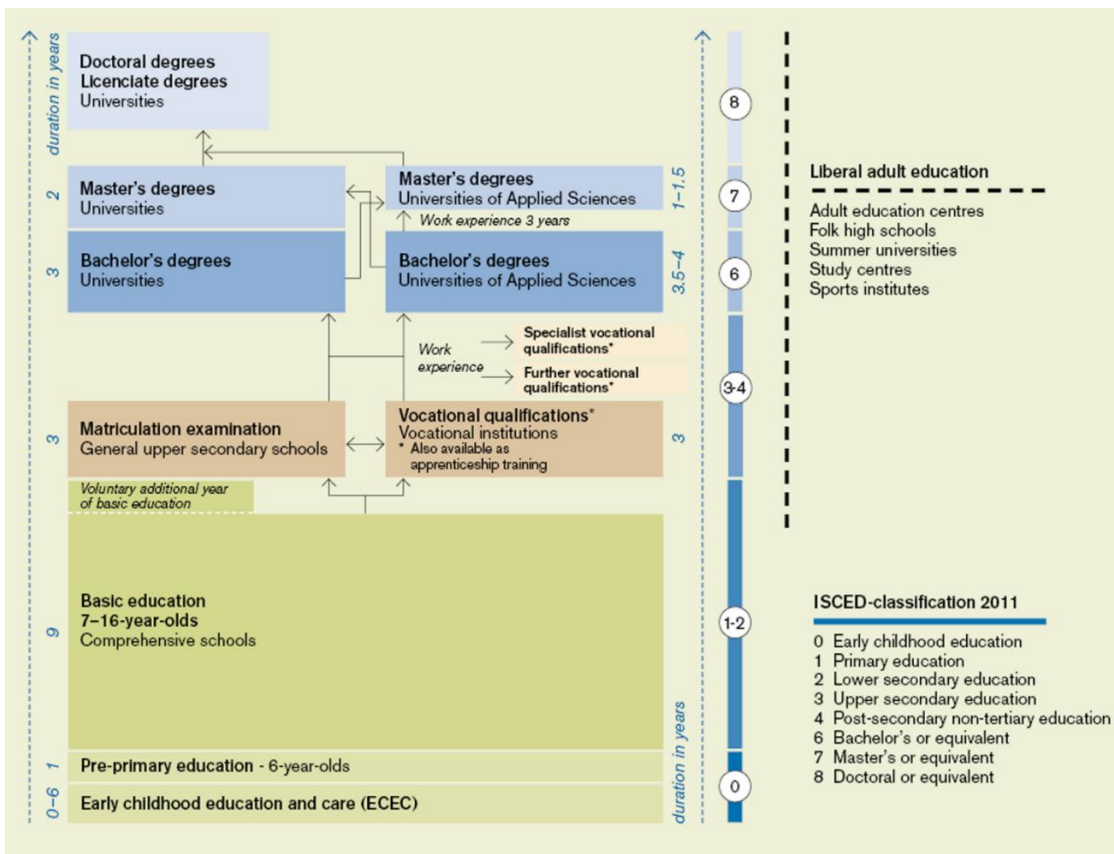 duration in years
Doctoral degrees
Licenciate degrees
Universities
8
2
Master's degrees
Universities
Master's degrees
Universities of Applied Sciences
1–1.5
7
Work experience 3 years
3
Bachelor's degrees
Universities
Bachelor's degrees
Universities of Applied Sciences
3.5–4
6
Work
experience
Specialist vocational
qualifications*
Further vocational
qualifications*
3-4
3
Matriculation examination
General upper secondary schools
Vocational qualifications*
Vocational institutions
* Also available as
apprenticeship training
3
Voluntary additional year
of basic education
9
Basic education
7–16-year-olds
Comprehensive schools
1-2
1
Pre-primary education - 6-year-olds
0–6
Early childhood education and care (ECEC)
duration in years
0
Liberal adult education
Adult education centres
Folk high schools
Summer universities
Study centres
Sports institutes
ISCED-classification 2011
0 Early childhood education
1 Primary education
2 Lower secondary education
3 Upper secondary education
4 Post-secondary non-tertiary education
6 Bachelor's or equivalent
7 Master's or equivalent
8 Doctoral or equivalent